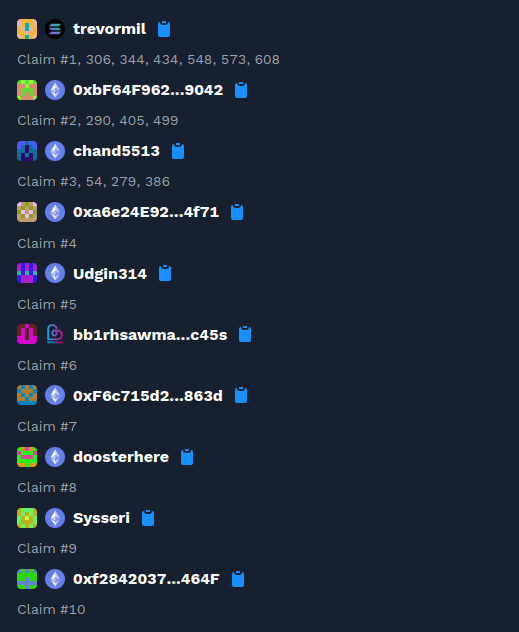 trevormil
Claim #1, 306, 344, 434, 548, 573, 608
0xbF64F962...9042
Claim #2, 290, 405, 499
chand5513
Claim #3, 54, 279, 386
0xa6e24E92...4f71
Claim #4
Udgin314
Claim #5
bb1rhsawma...c45s
Claim #6
0xF6c715d2...863d
Claim #7
doosterhere
Claim #8
Sysseri
Claim #9
0xf2842037...464F
Claim #10